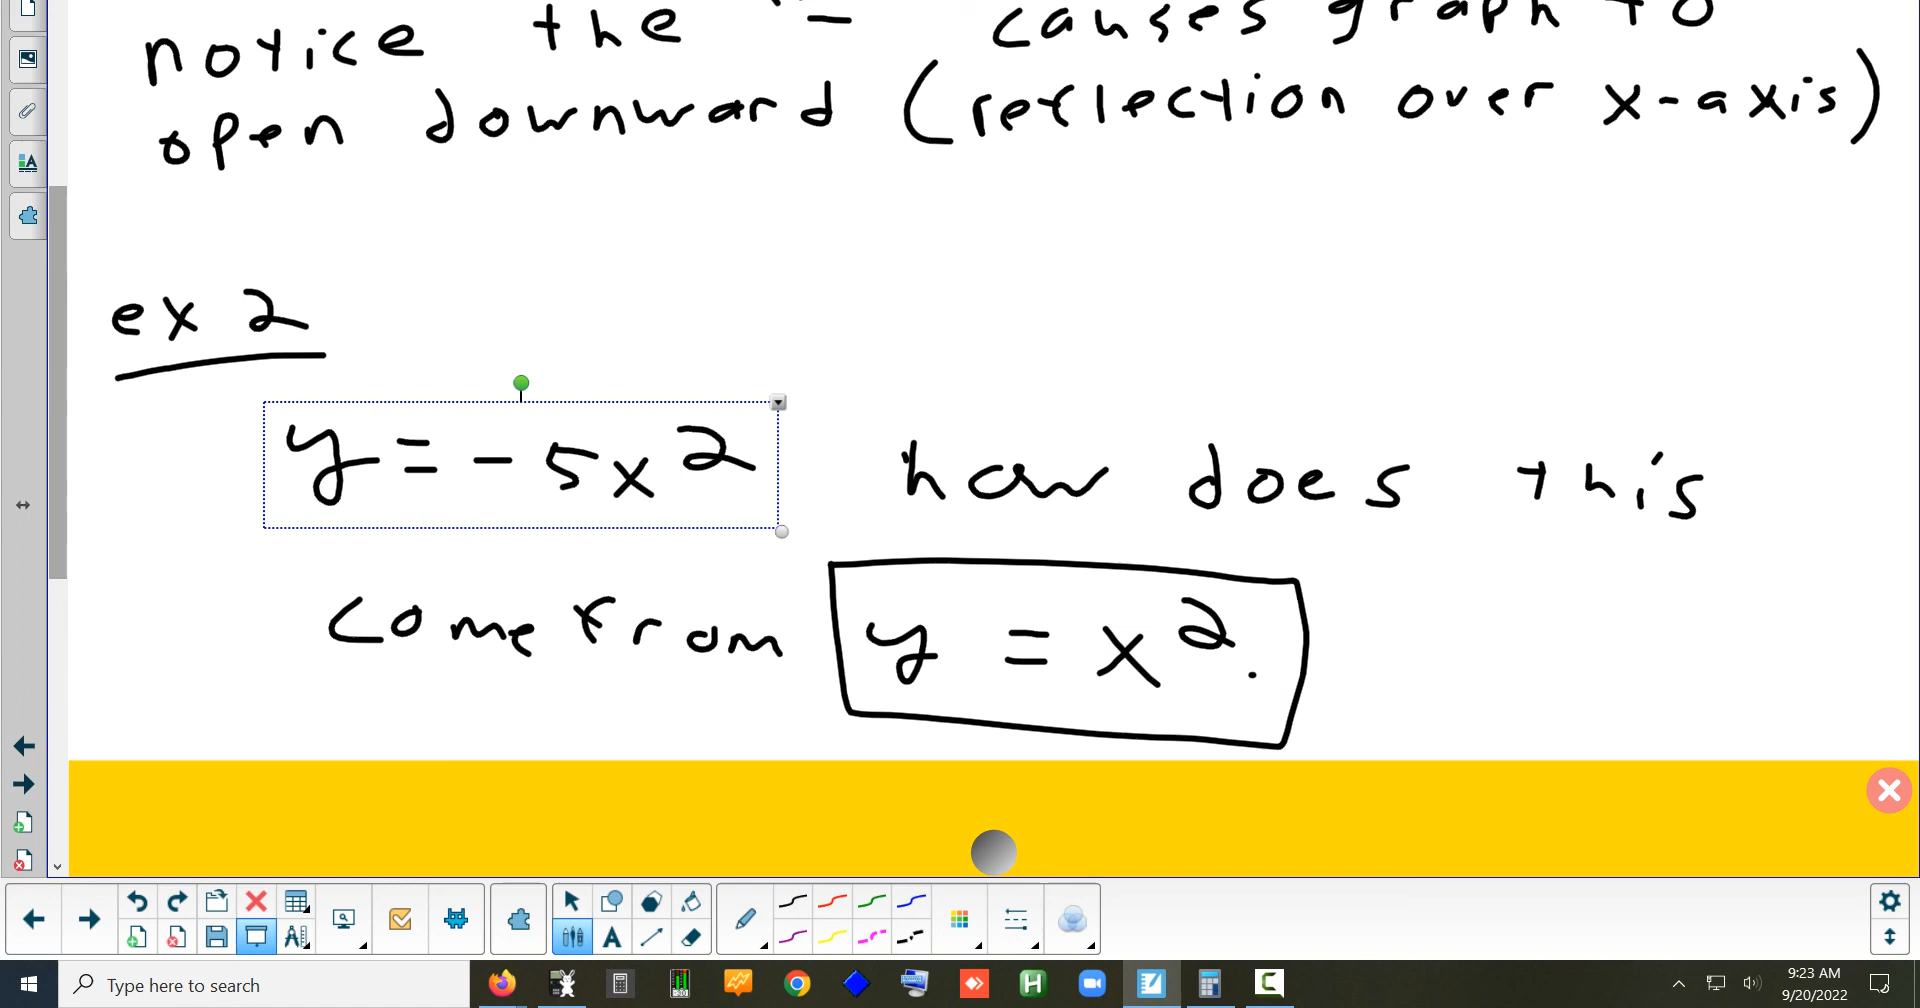 notice the "- causes graph to
open downward (reflection over x-axis)
ex 2
y = - 5x² how does this
come from y = x².
Type here to search
9:23 AM
9/20/2022